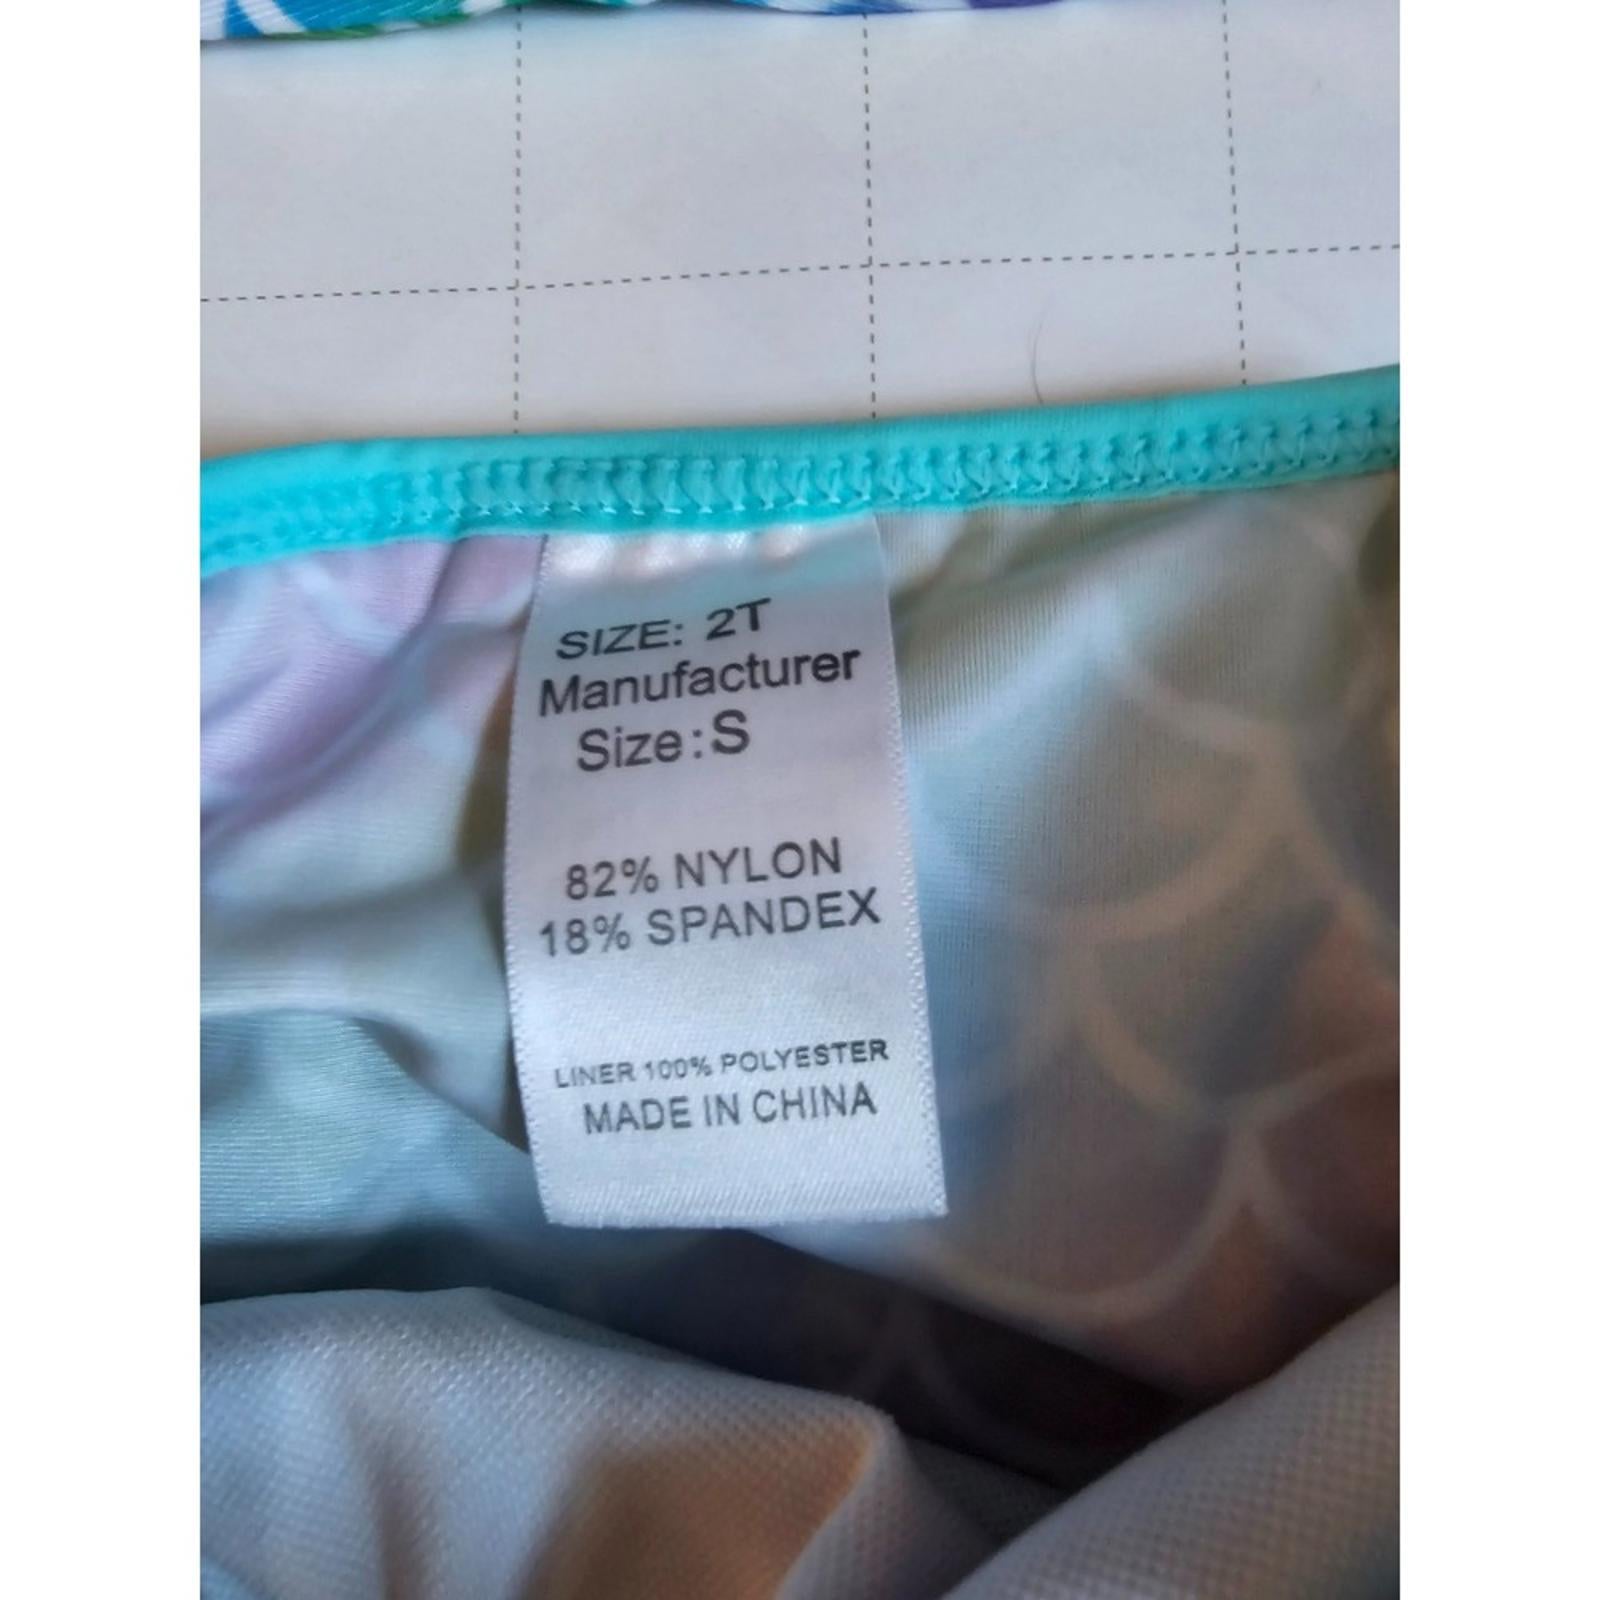 SIZE: 2T
Manufacturer
Size:S
82% NYLON
18% SPANDEX
LINER 100% POLYESTER
MADE IN CHINA